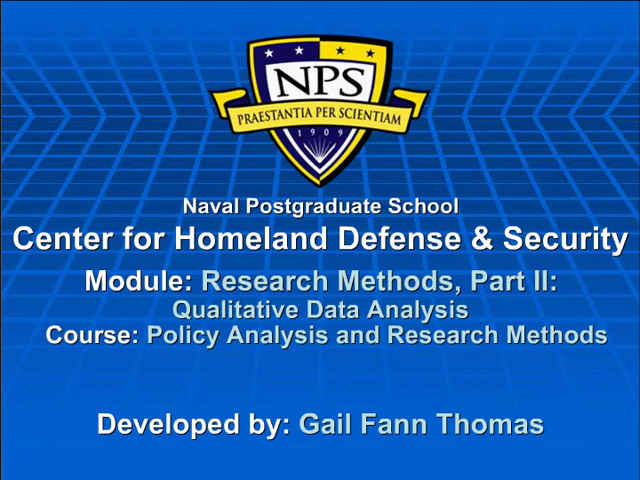 NPS
PRAESTANTIA PER SCIENTIAM
1909
Naval Postgraduate School
Center for Homeland Defense & Security
Module: Research Methods, Part II:
Qualitative Data Analysis
Course: Policy Analysis and Research Methods
Developed by: Gail Fann Thomas